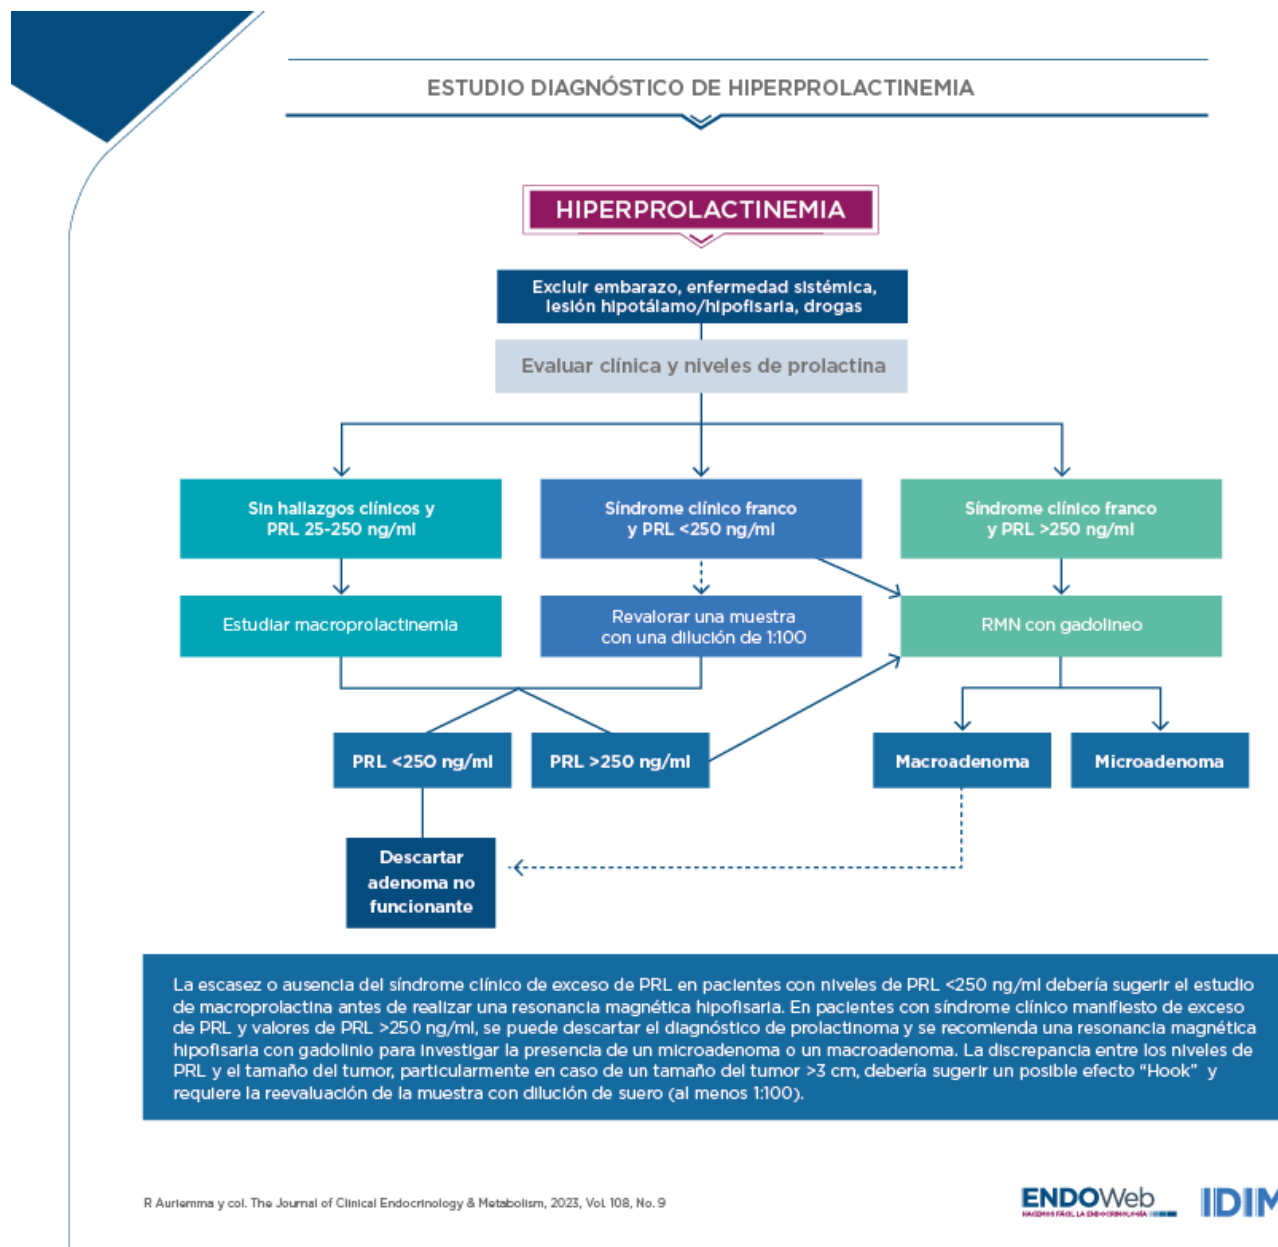 ESTUDIO DIAGNÓSTICO DE HIPERPROLACTINEMIA
HIPERPROLACTINEMIA
Excluir embarazo, enfermedad sistémica,
lesión hipotálamo/hipofisaria, drogas
Evaluar clínica y niveles de prolactina
Sin hallazgos clínicos y
PRL 25-250 ng/ml
Síndrome clínico franco
y PRL <250 ng/ml
Síndrome clínico franco
y PRL >250 ng/ml
Estudiar macroprolactinemia
Revalorar una muestra
con una dilución de 1:100
RMN con gadolineo
PRL <250 ng/ml
PRL >250 ng/ml
Macroadenoma
Microadenoma
Descartar
adenoma no
funcionante
La escasez o ausencia del síndrome clínico de exceso de PRL en pacientes con niveles de PRL <250 ng/ml debería sugerir el estudio
de macroprolactina antes de realizar una resonancia magnética hipofisaria. En pacientes con síndrome clínico manifiesto de exceso
de PRL y valores de PRL >250 ng/ml, se puede descartar el diagnóstico de prolactinoma y se recomienda una resonancia magnética
hipofisaria con gadolinio para investigar la presencia de un microadenoma o un macroadenoma. La discrepancia entre los niveles de
PRL y el tamaño del tumor, particularmente en caso de un tamaño del tumor >3 cm, debería sugerir un posible efecto “Hook” y
requiere la reevaluación de la muestra con dilución de suero (al menos 1:100).
R Auriemma y col. The Journal of Clinical Endocrinology & Metabolism, 2023, Vol. 108, No. 9
ENDOWeb
HACEMOS FÁCIL LA ENDOCRINOLOGÍA
IDIM